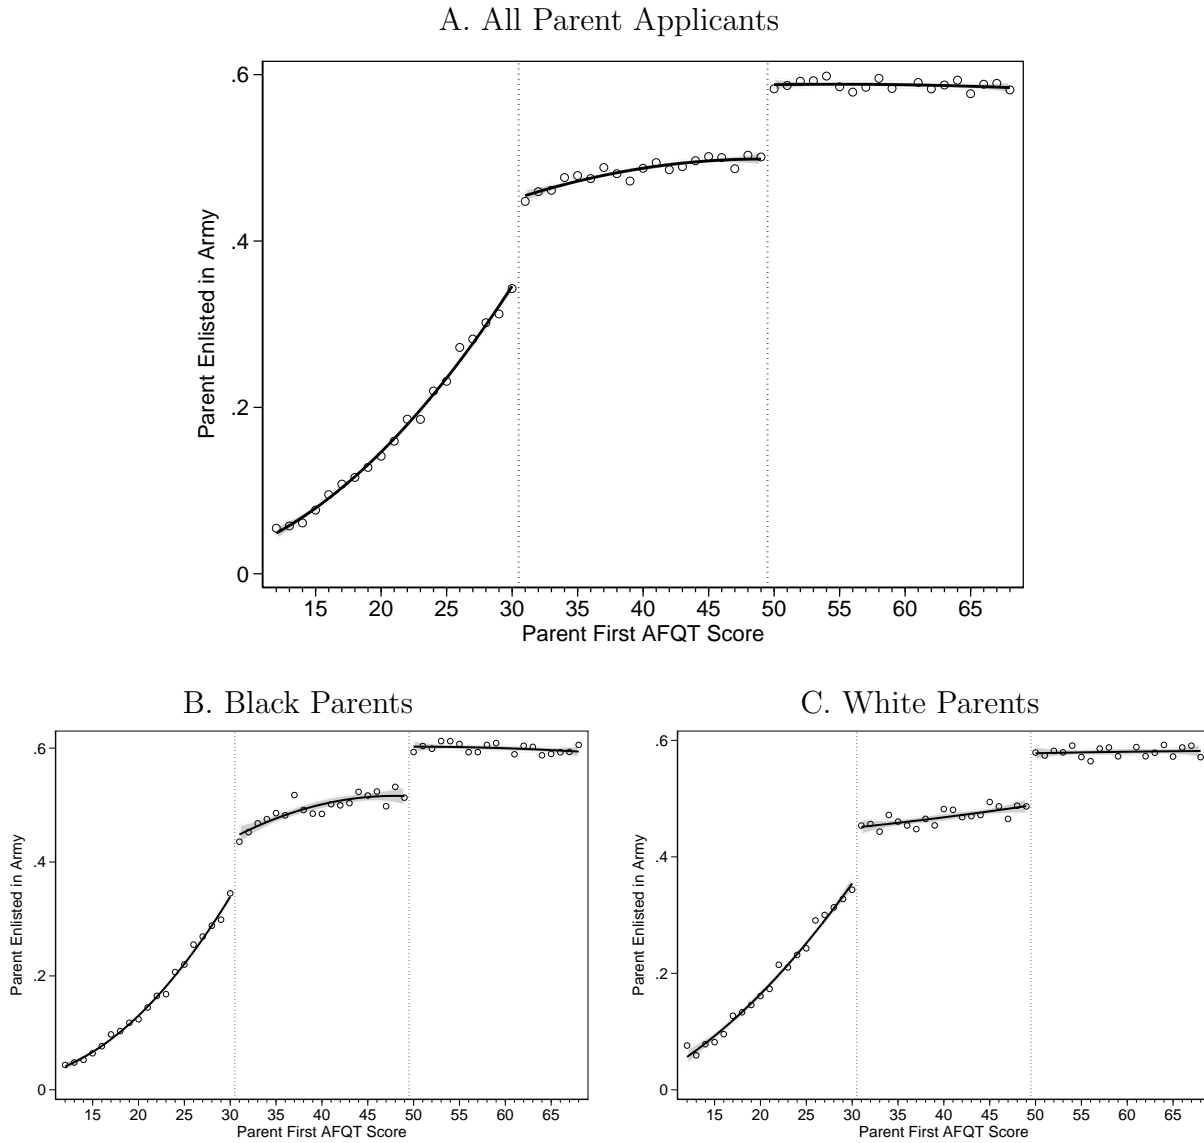 A. All Parent Applicants
.6
.4
.2
0
Parent Enlisted in Army
15 20 25 30 35 40 45 50 55 60 65
Parent First AFQT Score
B. Black Parents
.6
.4
.2
0
Parent Enlisted in Army
15 20 25 30 35 40 45 50 55 60 65
Parent First AFQT Score
C. White Parents
.6
.4
.2
0
Parent Enlisted in Army
15 20 25 30 35 40 45 50 55 60 65
Parent First AFQT Score